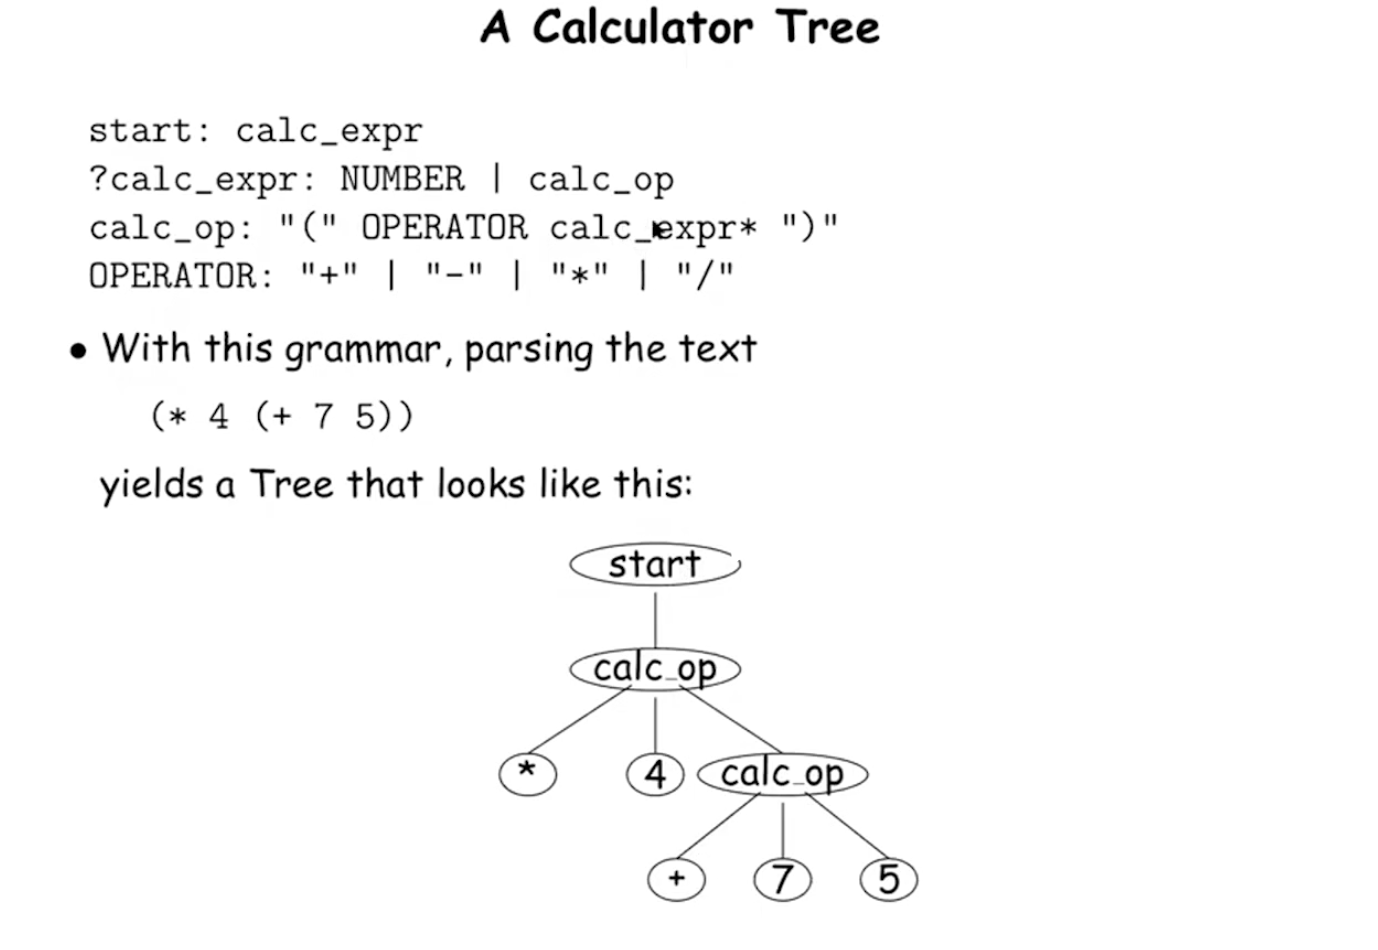 A Calculator Tree
start: calc_expr
?calc_expr: NUMBER | calc_op
calc_op: "(" OPERATOR calc_expr* ")"
OPERATOR: "+" | "-" | "*" | "/"
• With this grammar, parsing the text
(* 4 (+ 7 5))
yields a Tree that looks like this:
start
calc_op
* 4 calc_op
+ 7 5